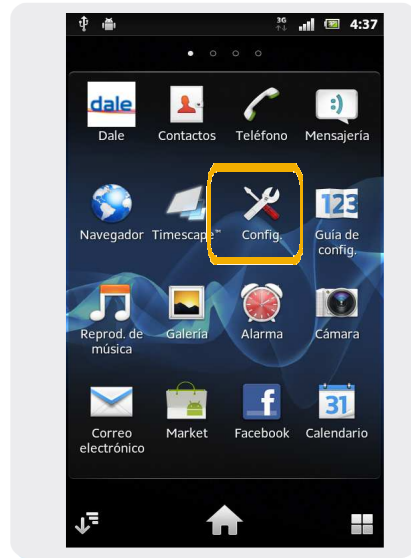 3G 4:37
dale
Dale Contactos Teléfono Mensajería
:)
123
Navegador Timescape™ Config. Guía de
config.
Reprod. de Galería Alarma Cámara
música
f 31
Correo Market Facebook Calendario
electrónico